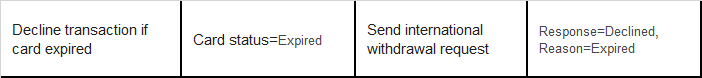 Decline transaction if
card expired
Card status=Expired
Send international
withdrawal request
Response=Declined,
Reason=Expired